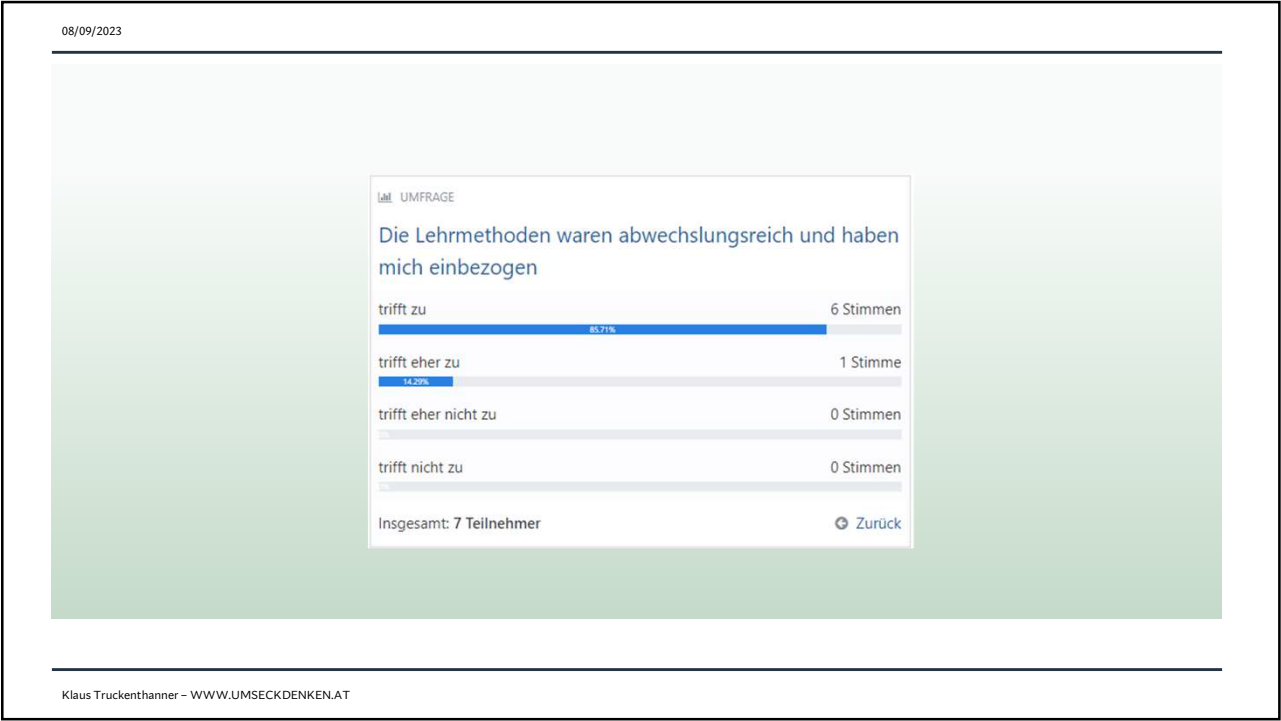 08/09/2023
UMFRAGE
Die Lehrmethoden waren abwechslungsreich und haben
mich einbezogen
trifft zu 6 Stimmen
85.71%
trifft eher zu 1 Stimme
14.29%
trifft eher nicht zu 0 Stimmen
trifft nicht zu 0 Stimmen
Insgesamt: 7 Teilnehmer Zurück
Klaus Truckenthanner – WWW.UMSECKDENKEN.AT